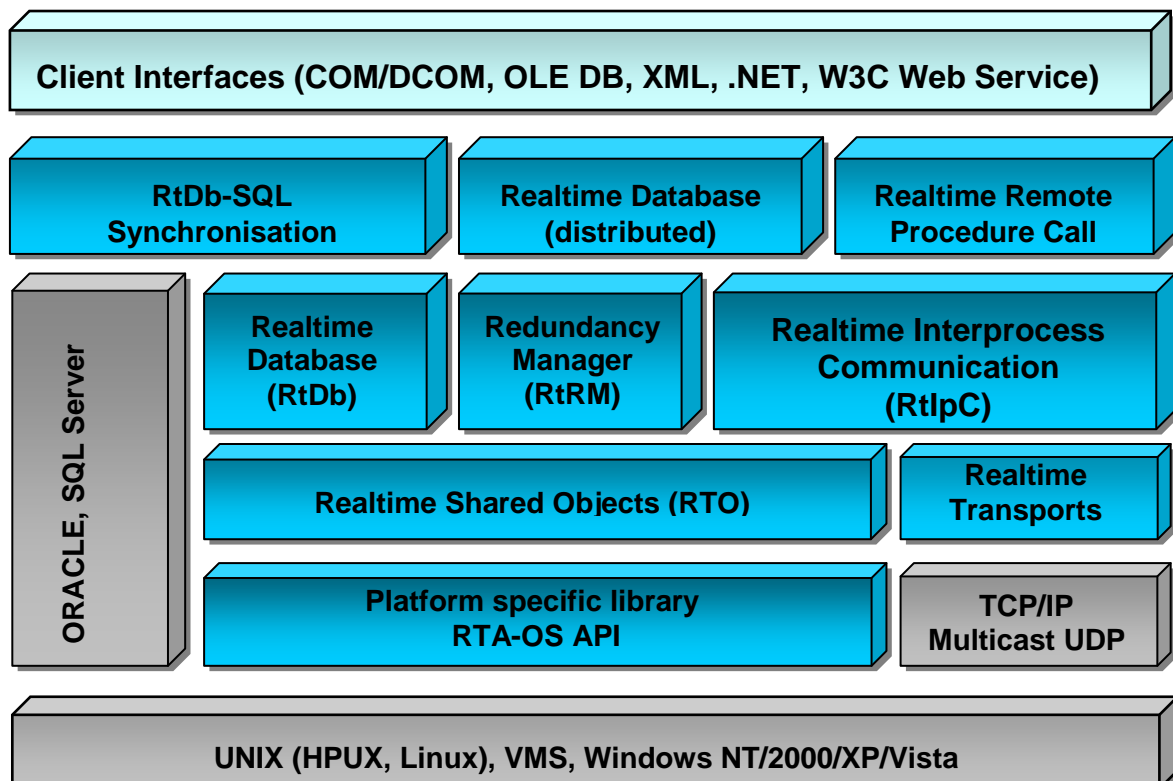 Client Interfaces (COM/DCOM, OLE DB, XML, .NET, W3C Web Service)
RtDb-SQL
Synchronisation
Realtime Database
(distributed)
Realtime Remote
Procedure Call
ORACLE, SQL Server
Realtime
Database
(RtDb)
Redundancy
Manager
(RtRM)
Realtime Interprocess
Communication
(RtIpC)
Realtime Shared Objects (RTO)
Realtime
Transports
Platform specific library
RTA-OS API
TCP/IP
Multicast UDP
UNIX (HPUX, Linux), VMS, Windows NT/2000/XP/Vista